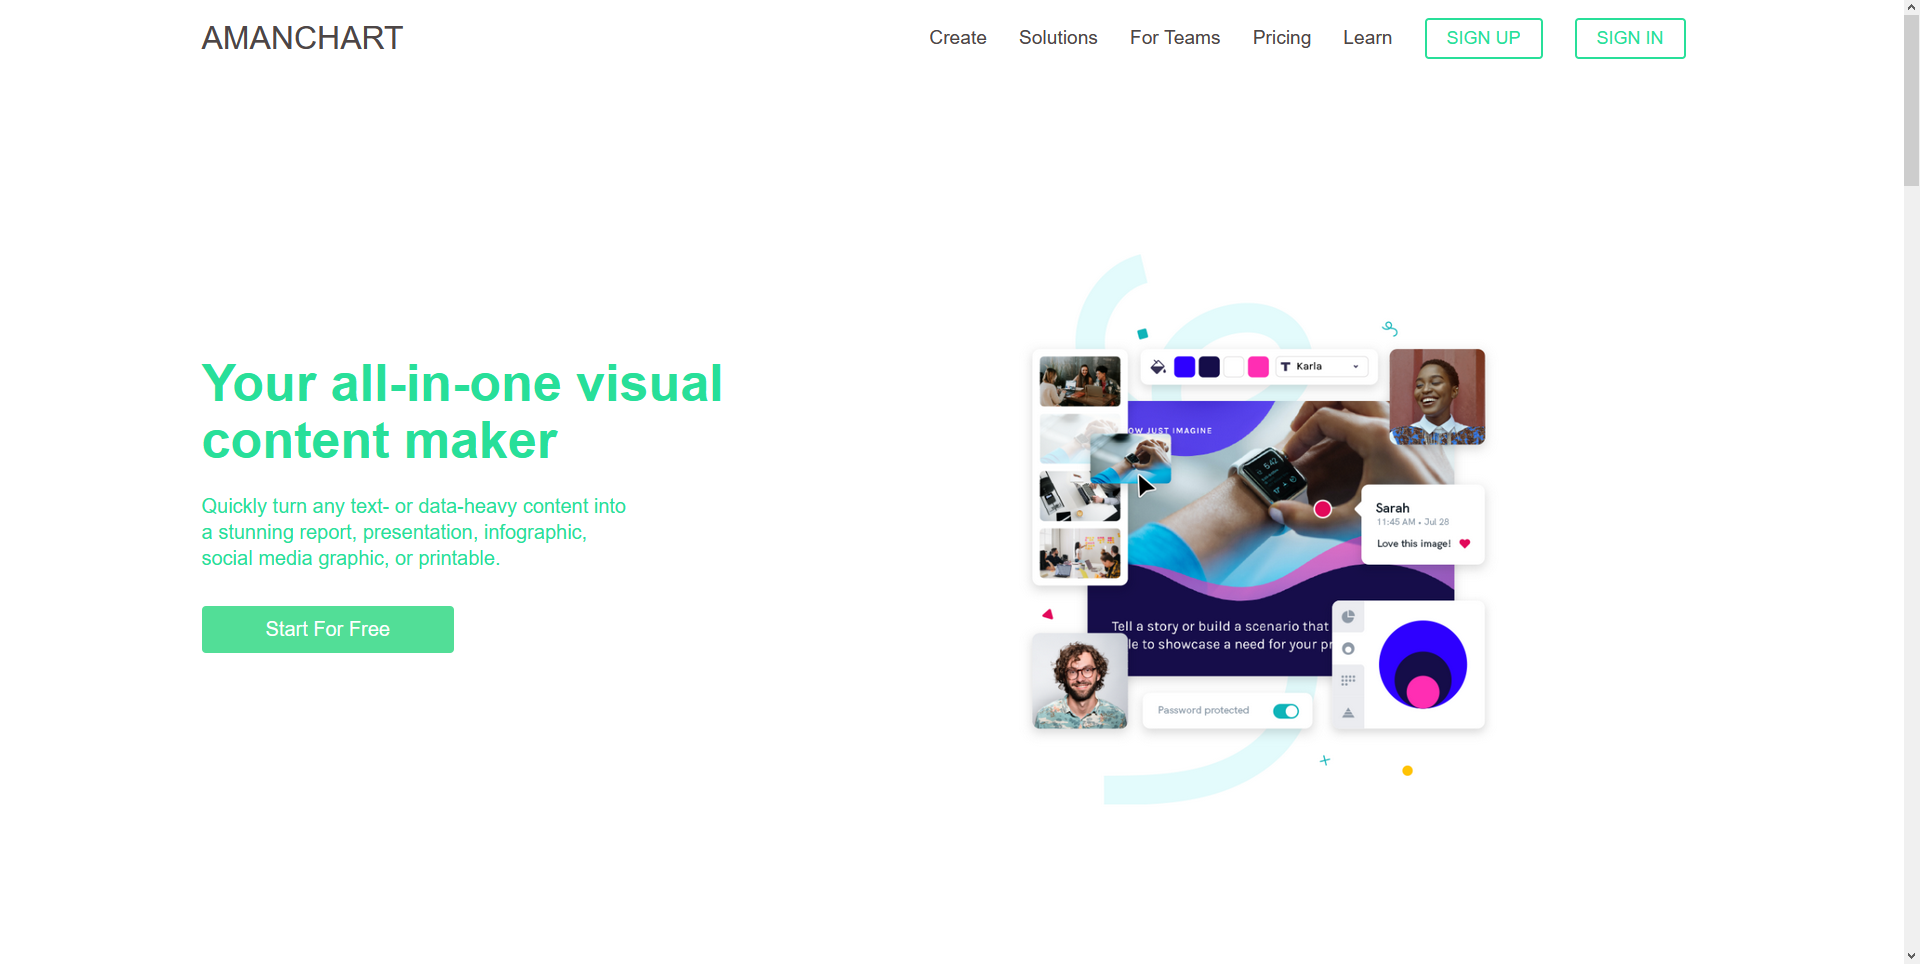 AMANCHART
Create
Solutions
For Teams
Pricing
Learn
SIGN UP
SIGN IN
Your all-in-one visual
content maker
Quickly turn any text- or data-heavy content into
a stunning report, presentation, infographic,
social media graphic, or printable.
Start For Free
Karla
OW JUST IMAGINE
5:42
Sarah
11:45 AM • Jul 28
Love this image!
Tell a story or build a scenario that
le to showcase a need for your pr
Password protected